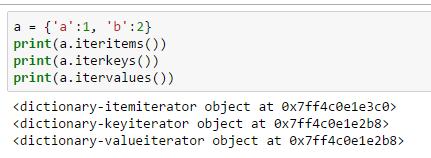 a = {'a':1, 'b':2}
print(a.iteritems())
print(a.iterkeys())
print(a.itervalues())
<dictionary-itemiterator object at 0x7ff4c0e1e3c0>
<dictionary-keyiterator object at 0x7ff4c0e1e2b8>
<dictionary-valueiterator object at 0x7ff4c0e1e2b8>